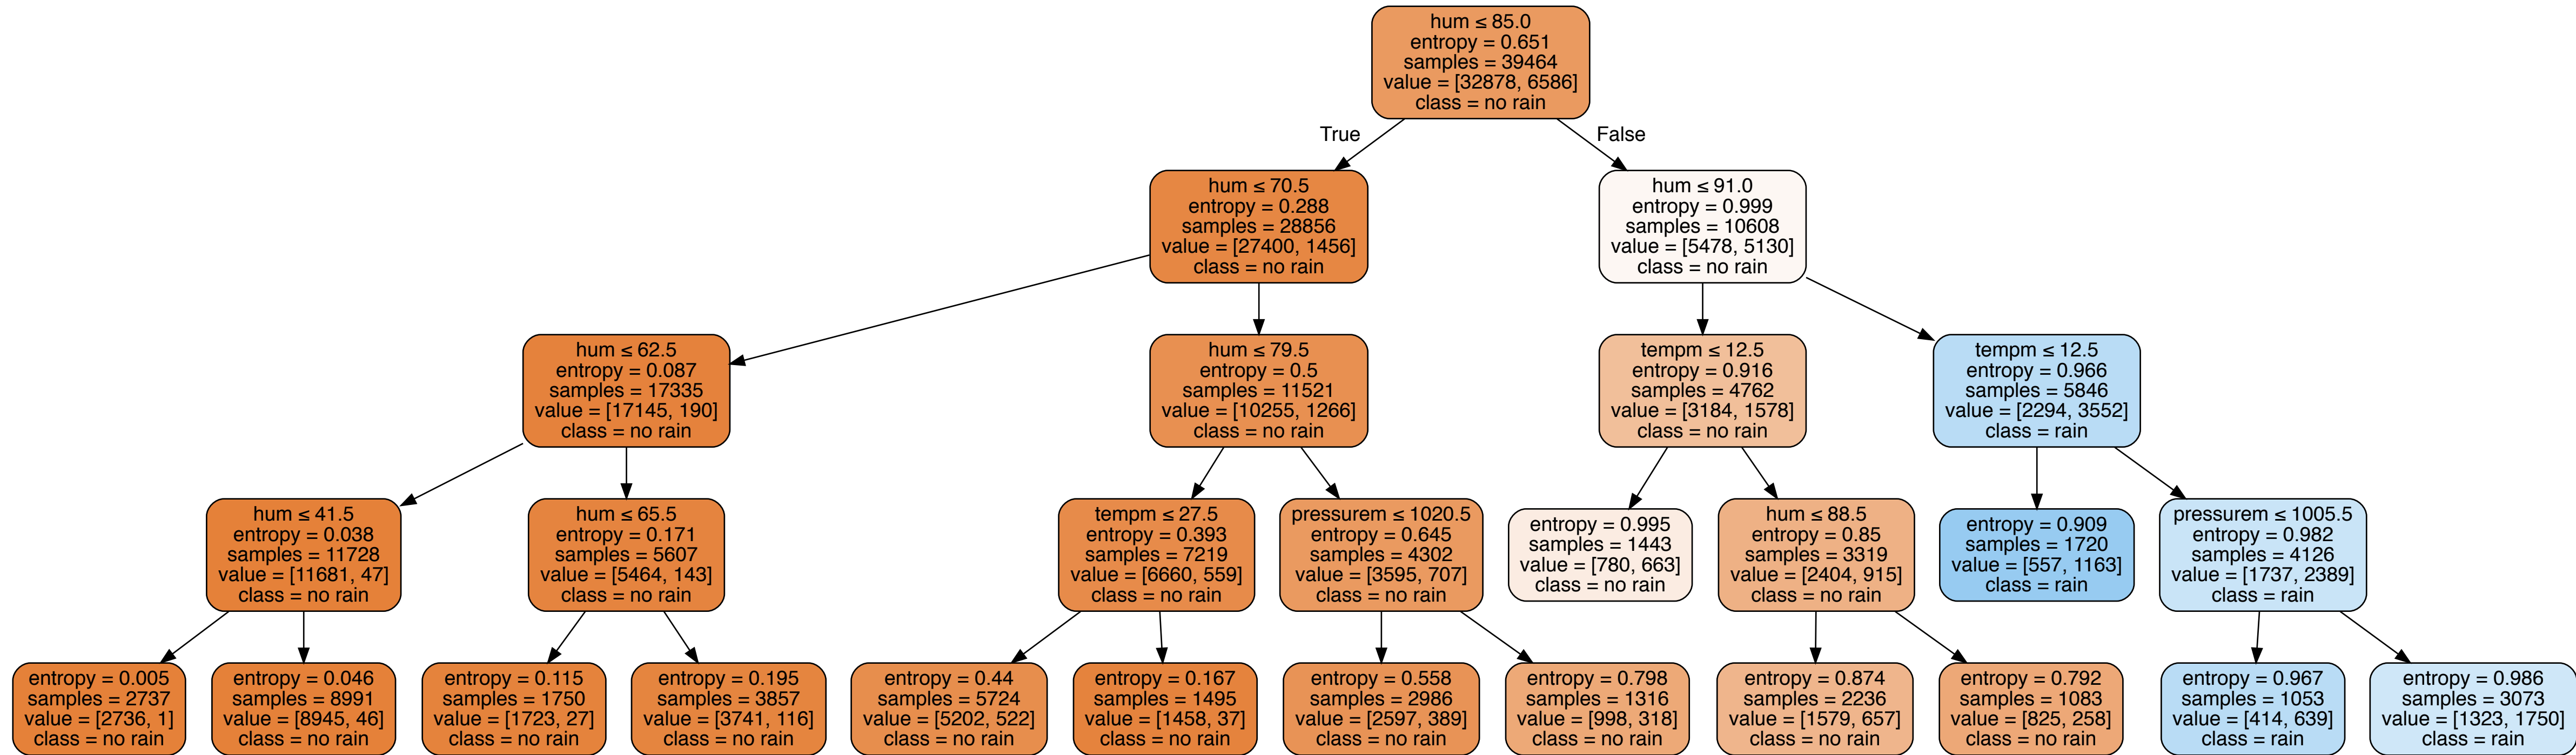 hum ≤ 85.0
entropy = 0.651
samples = 39464
value = [32878, 6586]
class = no rain
True
False
hum ≤ 70.5
entropy = 0.288
samples = 28856
value = [27400, 1456]
class = no rain
hum ≤ 91.0
entropy = 0.999
samples = 10608
value = [5478, 5130]
class = no rain
hum ≤ 62.5
entropy = 0.087
samples = 17335
value = [17145, 190]
class = no rain
hum ≤ 79.5
entropy = 0.5
samples = 11521
value = [10255, 1266]
class = no rain
tempm ≤ 12.5
entropy = 0.916
samples = 4762
value = [3184, 1578]
class = no rain
tempm ≤ 12.5
entropy = 0.966
samples = 5846
value = [2294, 3552]
class = rain
hum ≤ 41.5
entropy = 0.038
samples = 11728
value = [11681, 47]
class = no rain
hum ≤ 65.5
entropy = 0.171
samples = 5607
value = [5464, 143]
class = no rain
tempm ≤ 27.5
entropy = 0.393
samples = 7219
value = [6660, 559]
class = no rain
pressurem ≤ 1020.5
entropy = 0.645
samples = 4302
value = [3595, 707]
class = no rain
entropy = 0.995
samples = 1443
value = [780, 663]
class = no rain
hum ≤ 88.5
entropy = 0.85
samples = 3319
value = [2404, 915]
class = no rain
entropy = 0.909
samples = 1720
value = [557, 1163]
class = rain
pressurem ≤ 1005.5
entropy = 0.982
samples = 4126
value = [1737, 2389]
class = rain
entropy = 0.005
samples = 2737
value = [2736, 1]
class = no rain
entropy = 0.046
samples = 8991
value = [8945, 46]
class = no rain
entropy = 0.115
samples = 1750
value = [1723, 27]
class = no rain
entropy = 0.195
samples = 3857
value = [3741, 116]
class = no rain
entropy = 0.44
samples = 5724
value = [5202, 522]
class = no rain
entropy = 0.167
samples = 1495
value = [1458, 37]
class = no rain
entropy = 0.558
samples = 2986
value = [2597, 389]
class = no rain
entropy = 0.798
samples = 1316
value = [998, 318]
class = no rain
entropy = 0.874
samples = 2236
value = [1579, 657]
class = no rain
entropy = 0.792
samples = 1083
value = [825, 258]
class = no rain
entropy = 0.967
samples = 1053
value = [414, 639]
class = rain
entropy = 0.986
samples = 3073
value = [1323, 1750]
class = rain